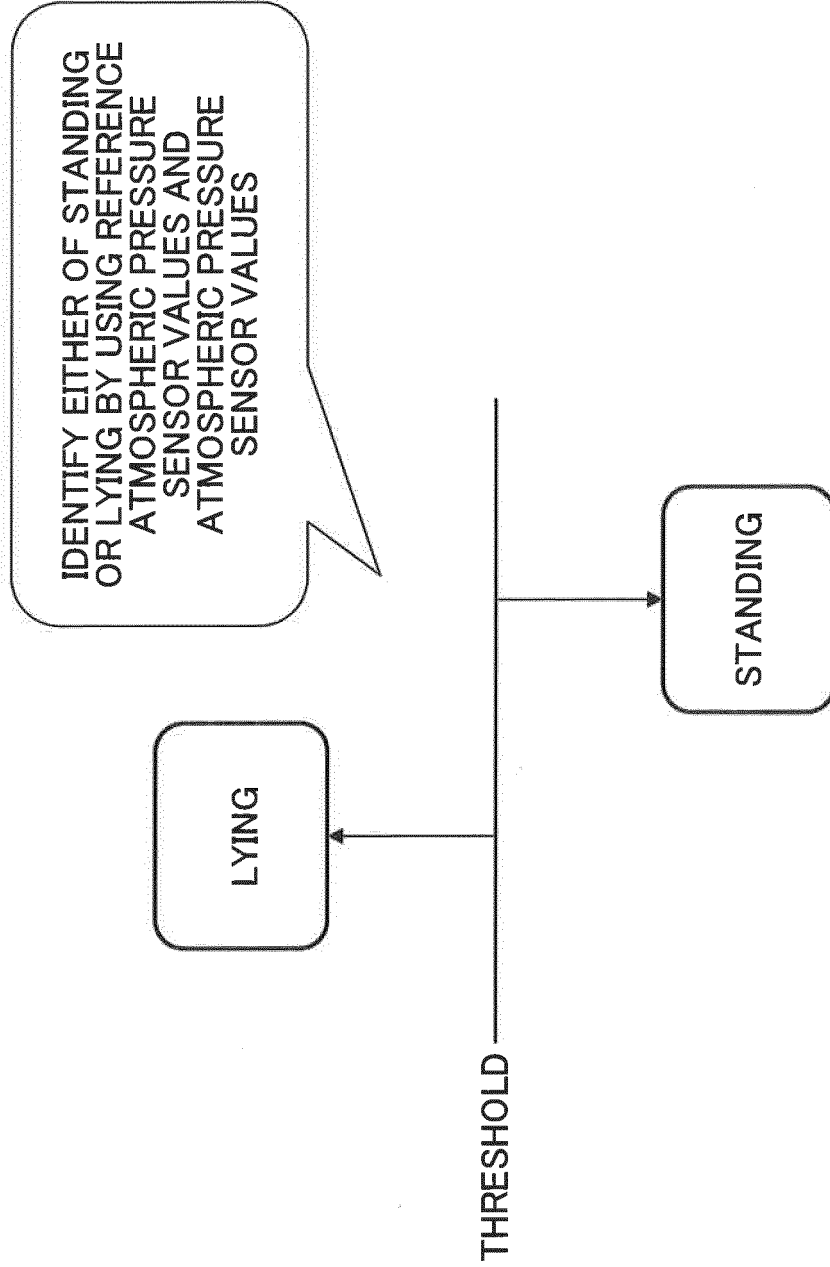 IDENTIFY EITHER OF STANDING
OR LYING BY USING REFERENCE
ATMOSPHERIC PRESSURE
SENSOR VALUES AND
ATMOSPHERIC PRESSURE
SENSOR VALUES
LYING
THRESHOLD
STANDING